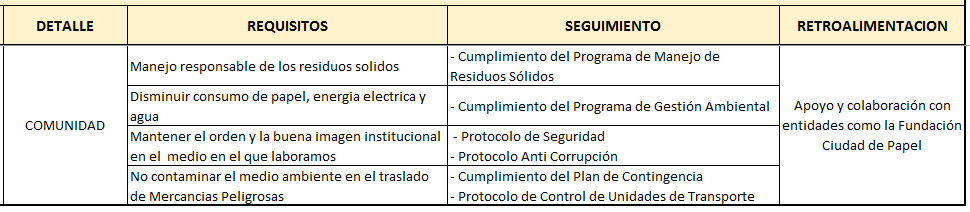 DETALLE REQUISITOS SEGUIMIENTO RETROALIMENTACION
COMUNIDAD
Manejo responsable de los residuos solidos
- Cumplimiento del Programa de Manejo de
Residuos Sólidos
Disminuir consumo de papel, energia electrica y
agua
- Cumplimiento del Programa de Gestión Ambiental
Mantener el orden y la buena imagen institucional
en el medio en el que laboramos
- Protocolo de Seguridad
- Protocolo Anti Corrupción
No contaminar el medio ambiente en el traslado
de Mercancias Peligrosas
- Cumplimiento del Plan de Contingencia
- Protocolo de Control de Unidades de Transporte
Apoyo y colaboración con
entidades como la Fundación
Ciudad de Papel